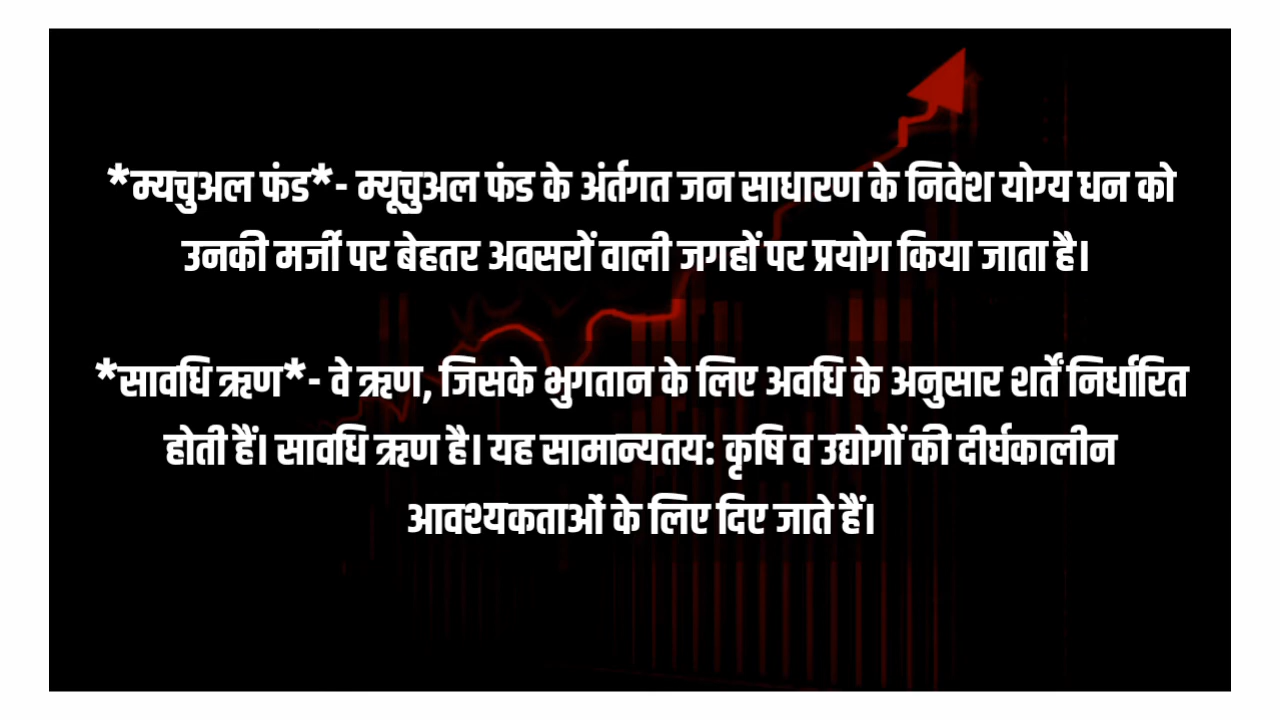 *म्यचुअल फंड*- म्यूचुअल फंड के अंर्तगत जन साधारण के निवेश योग्य धन को
उनकी मर्जी पर बेहतर अवसरों वाली जगहों पर प्रयोग किया जाता है।
*सावधि ऋण*- वे ऋण, जिसके भुगतान के लिए अवधि के अनुसार शर्तें निर्धारित
होती हैं। सावधि ऋण है। यह सामान्यतयः कृषि व उद्योगों की दीर्घकालीन
आवश्यकताओं के लिए दिए जाते हैं।